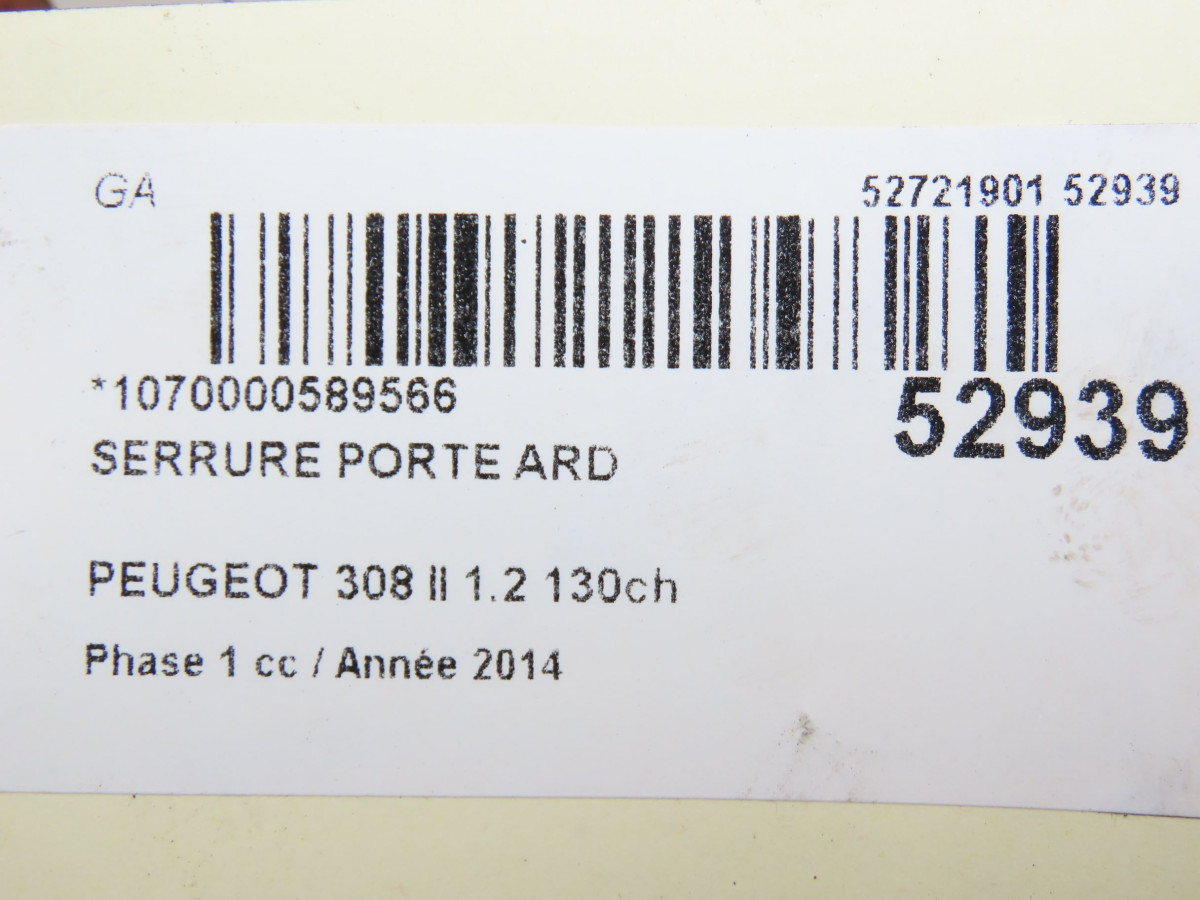 GA
52721901 52939
*1070000589566
52939
SERRURE PORTE ARD
PEUGEOT 308 II 1.2 130ch
Phase 1 cc / Année 2014